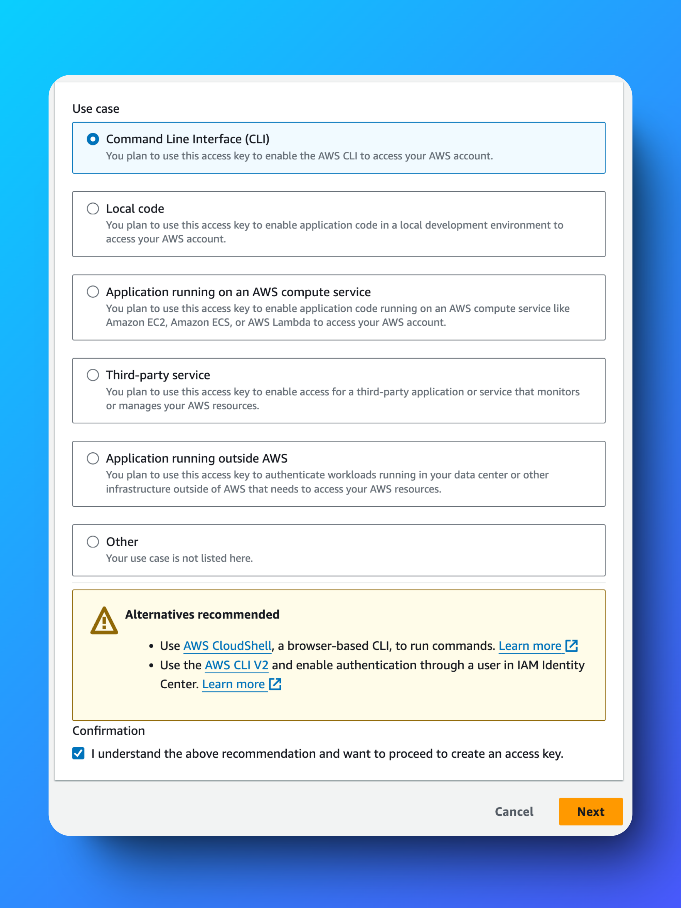 Use case
Command Line Interface (CLI)
You plan to use this access key to enable the AWS CLI to access your AWS account.
Local code
You plan to use this access key to enable application code in a local development environment to
access your AWS account.
Application running on an AWS compute service
You plan to use this access key to enable application code running on an AWS compute service like
Amazon EC2, Amazon ECS, or AWS Lambda to access your AWS account.
Third-party service
You plan to use this access key to enable access for a third-party application or service that monitors
or manages your AWS resources.
Application running outside AWS
You plan to use this access key to authenticate workloads running in your data center or other
infrastructure outside of AWS that needs to access your AWS resources.
Other
Your use case is not listed here.
Alternatives recommended
• Use AWS CloudShell, a browser-based CLI, to run commands. Learn more
• Use the AWS CLI V2 and enable authentication through a user in IAM Identity
Center. Learn more
Confirmation
I understand the above recommendation and want to proceed to create an access key.
Cancel Next